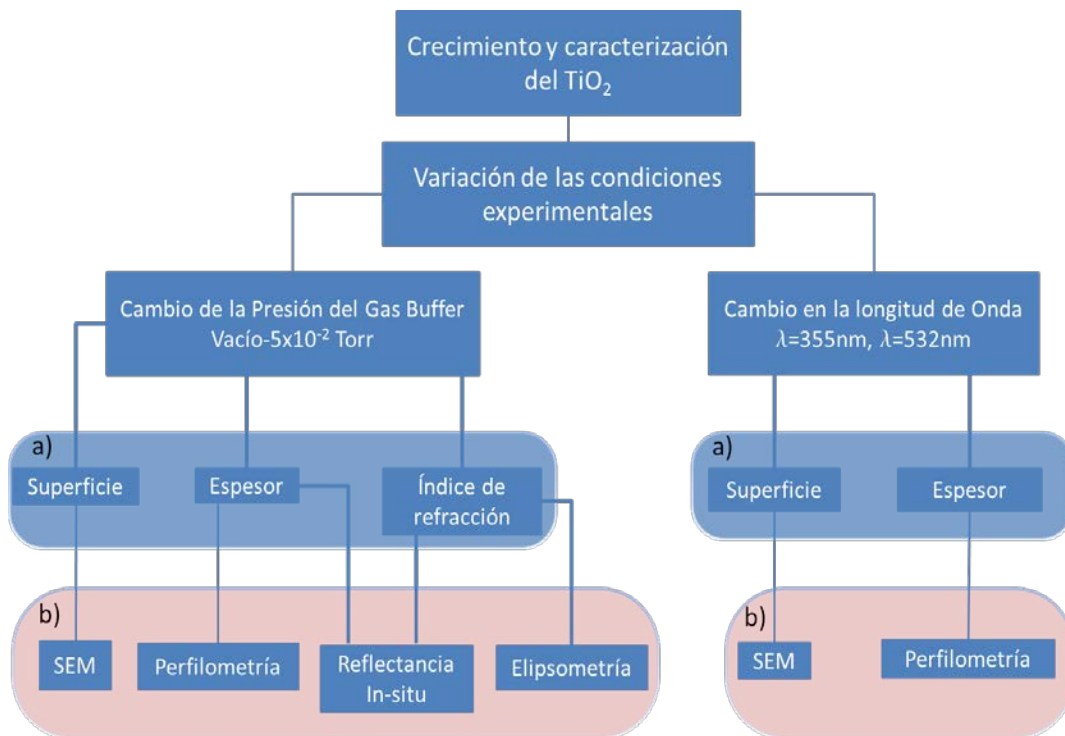 Crecimiento y caracterización
del TiO₂
Variación de las condiciones
experimentales
Cambio de la Presión del Gas Buffer
Vacío-5x10⁻² Torr
Cambio en la longitud de Onda
λ=355nm, λ=532nm
a)
Superficie
Espesor
Índice de
refracción
a)
Superficie
Espesor
b)
SEM
Perfilometría
Reflectancia
In-situ
Elipsometría
b)
SEM
Perfilometría